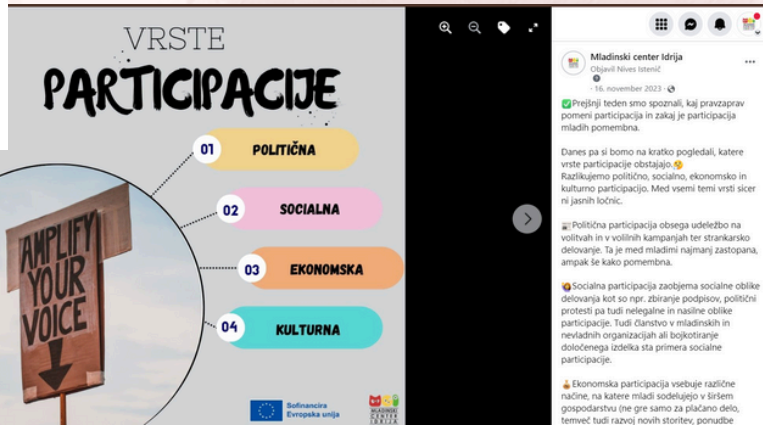 VRSTE
PARTICIPACIJE
01 POLITIČNA
02 SOCIALNA
03 EKONOMSKA
04 KULTURNA
AMPLIFY
YOUR
VOICE
Sofinancira
Evropska unija
MLADINSKI
CENTER
IDRIJA
Mladinski center Idrija
Objavil Nives Istenič
· 16. november 2023 ·
✅Prejšnji teden smo spoznali, kaj pravzaprav
pomeni participacija in zakaj je participacija
mladih pomembna.
Danes pa si bomo na kratko pogledali, katere
vrste participacije obstajajo.🧐
Razlikujemo politično, socialno, ekonomsko in
kulturno participacijo. Med vsemi temi vrsti sicer
ni jasnih ločnic.
Politična participacija obsega udeležbo na
volitvah in v volilnih kampanjah ter strankarsko
delovanje. Ta je med mladimi najmanj zastopana,
ampak še kako pomembna.
Socialna participacija zaobjema socialne oblike
delovanja kot so npr. zbiranje podpisov, politični
protesti pa tudi nelegalne in nasilne oblike
participacije. Tudi članstvo v mladinskih in
nevladnih organizacijah ali bojkotiranje
določenega izdelka sta primera socialne
participacije.
Ekonomska participacija vsebuje različne
načine, na katere mladi sodelujejo v širšem
gospodarstvu (ne gre samo za plačano delo,
temveč tudi razvoj novih storitev, ponudbe